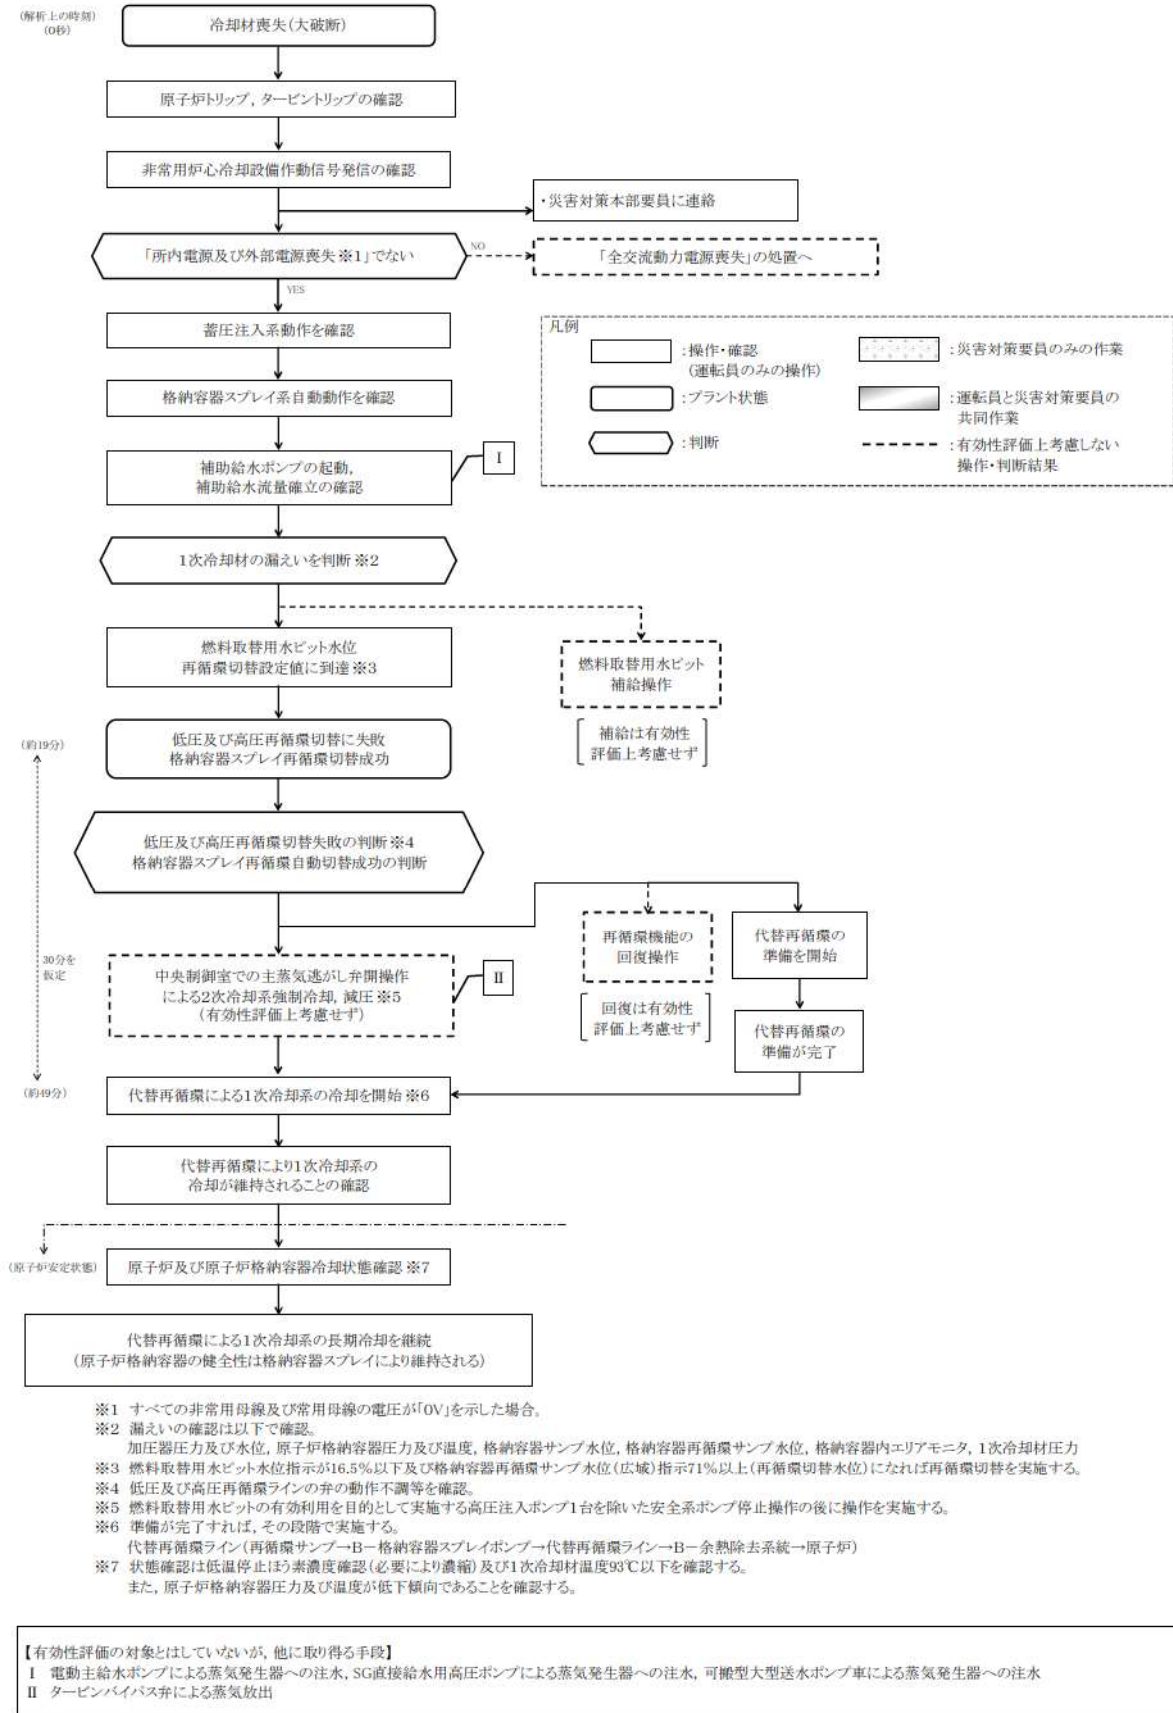 (解析上の時刻)
(0秒)
冷却材喪失(大破断)
原子炉トリップ, タービントリップの確認
非常用炉心冷却設備作動信号発信の確認
・災害対策本部要員に連絡
「所内電源及び外部電源喪失※1」でない
NO
「全交流動力電源喪失」の処置へ
YES
蓄圧注入系動作を確認
格納容器スプレイ系自動動作を確認
補助給水ポンプの起動,
補助給水流量確立の確認
I
凡例
:操作・確認
(運転員のみの操作)
:プラント状態
:判断
:災害対策要員のみの作業
:運転員と災害対策要員の
共同作業
:有効性評価上考慮しない
操作・判断結果
1次冷却材の漏えいを判断※2
燃料取替用水ピット水位
再循環切替設定値に到達※3
燃料取替用水ピット
補給操作
補給は有効性
評価上考慮せず
(約19分)
低圧及び高圧再循環切替に失敗
格納容器スプレイ再循環切替成功
低圧及び高圧再循環切替失敗の判断※4
格納容器スプレイ再循環自動切替成功の判断
30分を
仮定
中央制御室での主蒸気逃がし弁開操作
による2次冷却系強制冷却, 減圧※5
(有効性評価上考慮せず)
II
再循環機能の
回復操作
回復は有効性
評価上考慮せず
代替再循環の
準備を開始
代替再循環の
準備が完了
(約49分)
代替再循環による1次冷却系の冷却を開始※6
代替再循環により1次冷却系の
冷却が維持されることの確認
(原子炉安定状態)
原子炉及び原子炉格納容器冷却状態確認※7
代替再循環による1次冷却系の長期冷却を継続
(原子炉格納容器の健全性は格納容器スプレイにより維持される)
※1 すべての非常用母線及び常用母線の電圧が「0V」を示した場合。
※2 漏えいの確認は以下で確認。
加圧器圧力及び水位, 原子炉格納容器圧力及び温度, 格納容器サンプ水位, 格納容器再循環サンプ水位, 格納容器内エリアモニタ, 1次冷却材圧力
※3 燃料取替用水ピット水位指示が16.5%以下及び格納容器再循環サンプ水位(広域)指示71%以上(再循環切替水位)になれば再循環切替を実施する。
※4 低圧及び高圧再循環ラインの弁の動作不調等を確認。
※5 燃料取替用水ピットの有効利用を目的として実施する高圧注入ポンプ1台を除いた安全系ポンプ停止操作の後に操作を実施する。
※6 準備が完了すれば, その段階で実施する。
代替再循環ライン(再循環サンプ→B-格納容器スプレイポンプ→代替再循環ライン→B-余熱除去系統→原子炉)
※7 状態確認は低温停止ほう素濃度確認(必要により濃縮)及び1次冷却材温度93℃以下を確認する。
また, 原子炉格納容器圧力及び温度が低下傾向であることを確認する。
【有効性評価の対象とはしていないが, 他に取り得る手段】
I 電動主給水ポンプによる蒸気発生器への注水, SG直接給水用高圧ポンプによる蒸気発生器への注水, 可搬型大型送水ポンプ車による蒸気発生器への注水
II タービンバイパス弁による蒸気放出